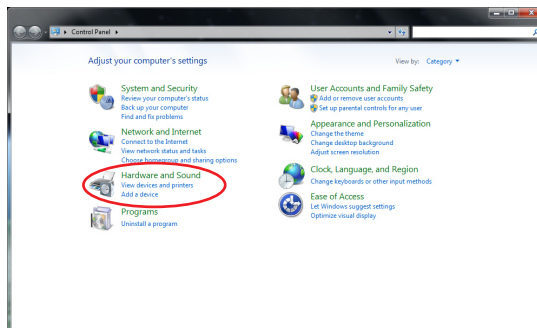 Control Panel
Adjust your computer's settings
View by: Category
System and Security
Review your computer's status
Back up your computer
Find and fix problems
Network and Internet
Connect to the Internet
View network status and tasks
Choose homegroup and sharing options
Hardware and Sound
View devices and printers
Add a device
Programs
Uninstall a program
User Accounts and Family Safety
Add or remove user accounts
Set up parental controls for any user
Appearance and Personalization
Change the theme
Change desktop background
Adjust screen resolution
Clock, Language, and Region
Change keyboards or other input methods
Ease of Access
Let Windows suggest settings
Optimize visual display